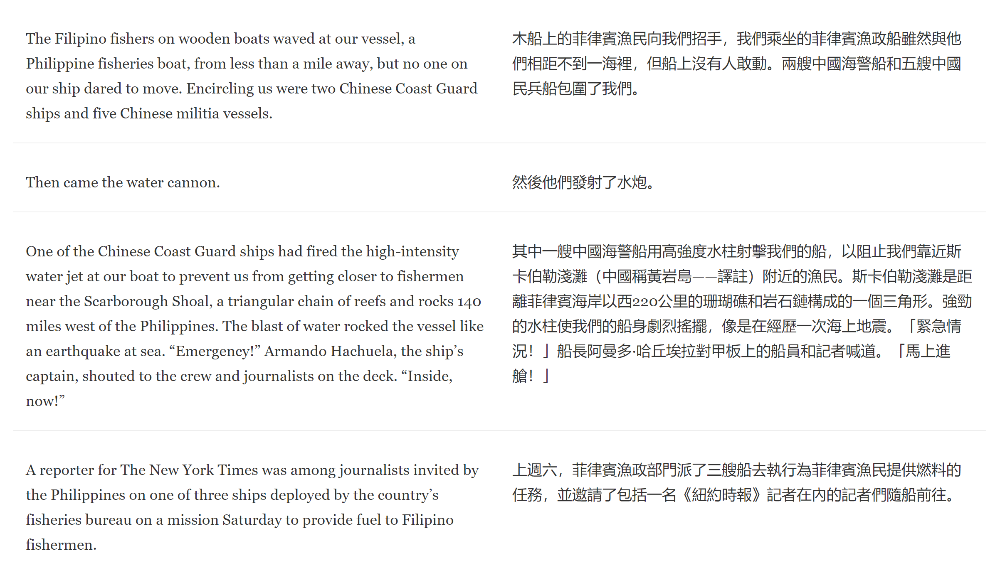 The Filipino fishers on wooden boats waved at our vessel, a
Philippine fisheries boat, from less than a mile away, but no one on
our ship dared to move. Encircling us were two Chinese Coast Guard
ships and five Chinese militia vessels.
木船上的菲律賓漁民向我們招手，我們乘坐的菲律賓漁政船雖然與他
們相距不到一海裡，但船上沒有人敢動。兩艘中國海警船和五艘中國
民兵船包圍了我們。
Then came the water cannon.
然後他們發射了水炮。
One of the Chinese Coast Guard ships had fired the high-intensity
water jet at our boat to prevent us from getting closer to fishermen
near the Scarborough Shoal, a triangular chain of reefs and rocks 140
miles west of the Philippines. The blast of water rocked the vessel like
an earthquake at sea. “Emergency!” Armando Hachuela, the ship’s
captain, shouted to the crew and journalists on the deck. “Inside,
now!”
其中一艘中國海警船用高強度水柱射擊我們的船，以阻止我們靠近斯
卡伯勒淺灘（中國稱黃岩島——譯註）附近的漁民。斯卡伯勒淺灘是距
離菲律賓海岸以西220公里的珊瑚礁和岩石鏈構成的一個三角形。強勁
的水柱使我們的船身劇烈搖擺，像是在經歷一次海上地震。「緊急情
況！」船長阿曼多·哈丘埃拉對甲板上的船員和記者喊道。「馬上進
艙！」
A reporter for The New York Times was among journalists invited by
the Philippines on one of three ships deployed by the country’s
fisheries bureau on a mission Saturday to provide fuel to Filipino
fishermen.
上週六，菲律賓漁政部門派了三艘船去執行為菲律賓漁民提供燃料的
任務，並邀請了包括一名《紐約時報》記者在內的記者們隨船前往。